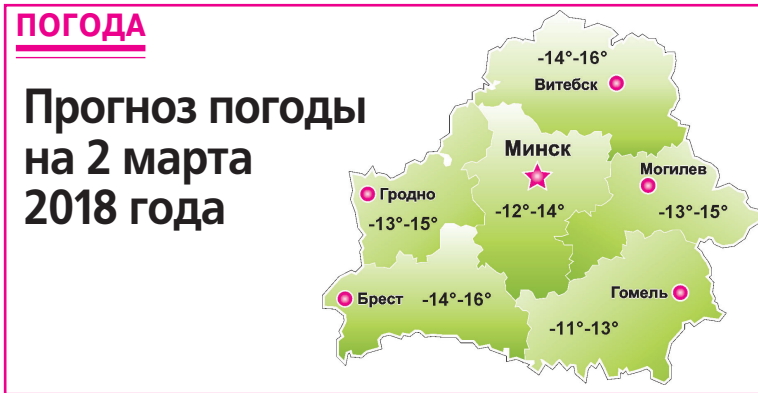 ПОГОДА
Прогноз погоды
на 2 марта
2018 года
-14°-16°
Витебск
Минск
-12°-14°
Могилев
-13°-15°
Гродно
-13°-15°
Брест -14°-16°
Гомель
-11°-13°